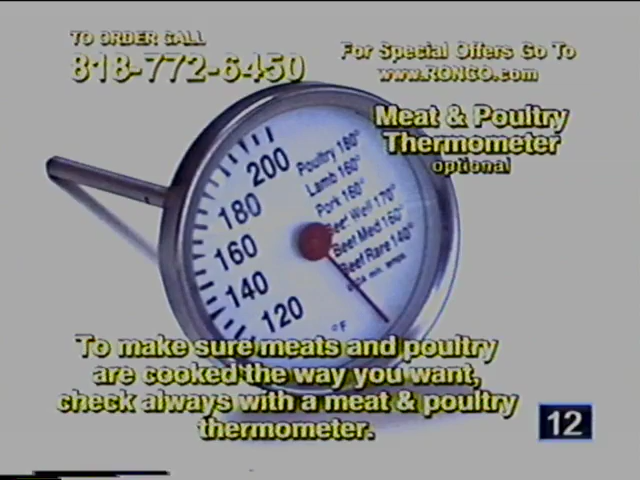 TO ORDER CALL
818-772-6450
For Special Offers Go To
www.RONCO.com
Meat & Poultry
Thermometer
optional
200
180
160
140
120
°F
Poultry 180°
Lamb 160°
Pork 160°
Beef Well 170°
Beef Med 160°
Beef Rare 140°
To make sure meats and poultry
are cooked the way you want,
check always with a meat & poultry
thermometer.
12